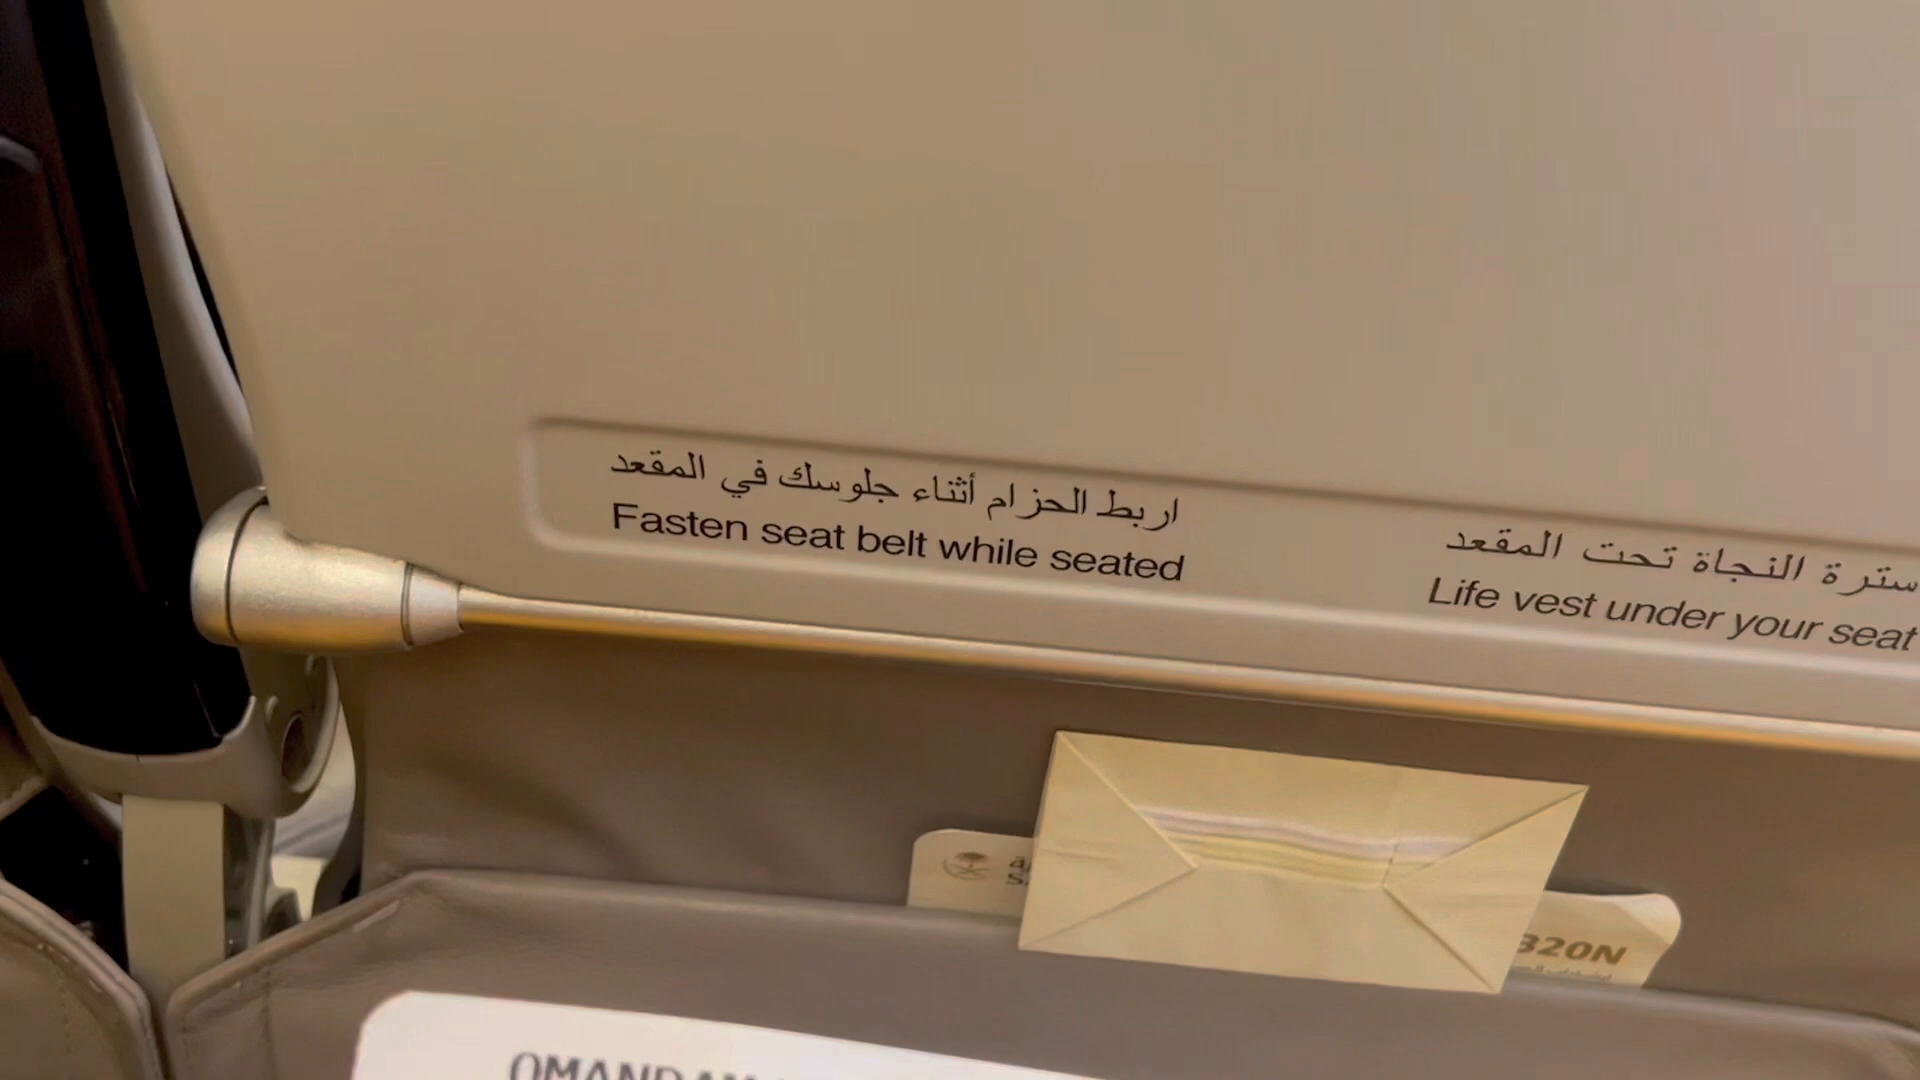 اربط الحزام أثناء جلوسك في المقعد
Fasten seat belt while seated
سترة النجاة تحت المقعد
Life vest under your seat
320N